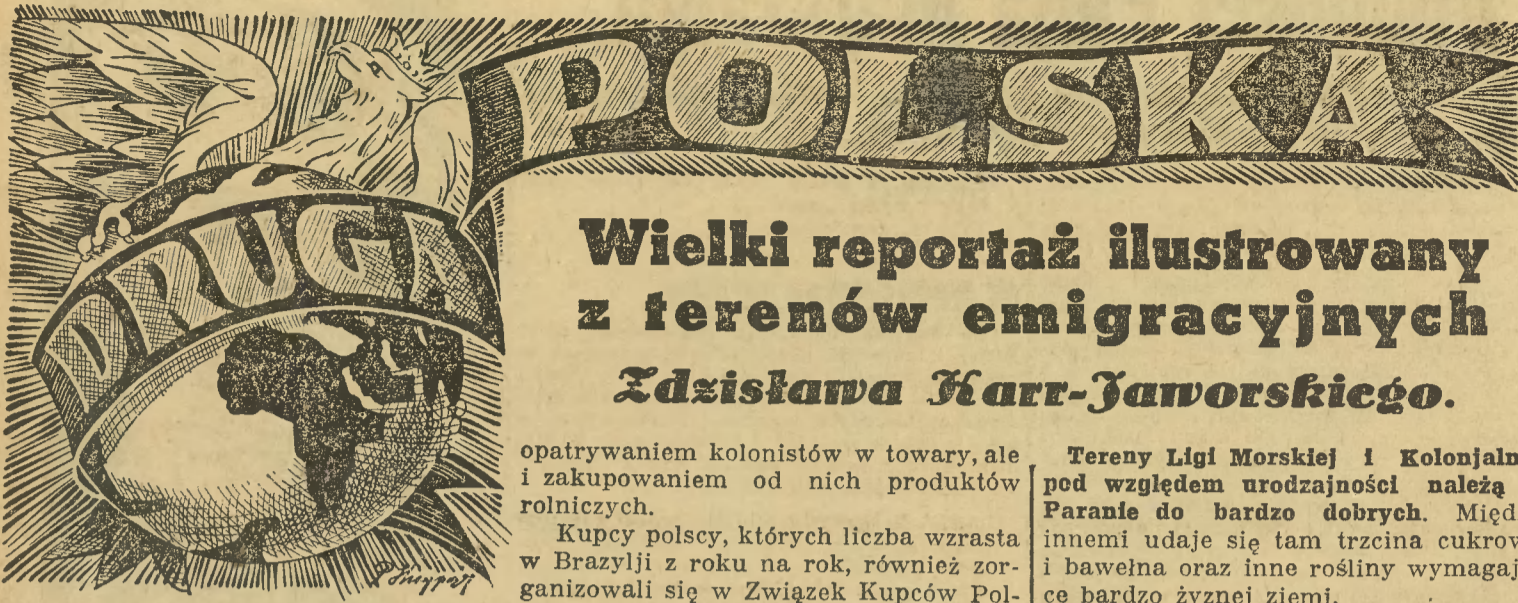 DRUGA
POLSKA
Wielki reportaż ilustrowany
z terenów emigracyjnych
Zdzisława Karr-Jaworskiego.
opatrywaniem kolonistów w towary, ale
i zakupowaniem od nich produktów
rolniczych.
Kupcy polscy, których liczba wzrasta
w Brazylji z roku na rok, również zor-
ganizowali się w Związek Kupców Pol-
Tereny Ligi Morskiej i Kolonjaln
pod względem urodzajności należą
Paranie do bardzo dobrych. Międ
innemi udaje się tam trzcina cukrow
i bawełna oraz inne rośliny wymagaj
ce bardzo żyznej ziemi.